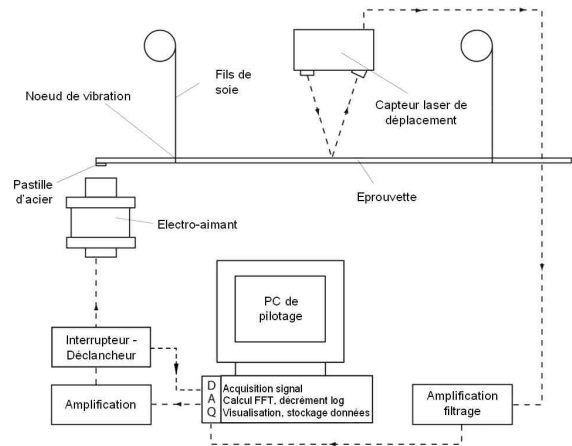 Fils de
soie
Noeud de vibration
Capteur laser de
déplacement
Pastille
d'acier
Eprouvette
Electro-aimant
PC de
pilotage
Interrupteur -
Déclancheur
D
A
Q
Acquisition signal
Calcul FFT, décrément log
Visualisation, stockage données
Amplification
Amplification
filtrage